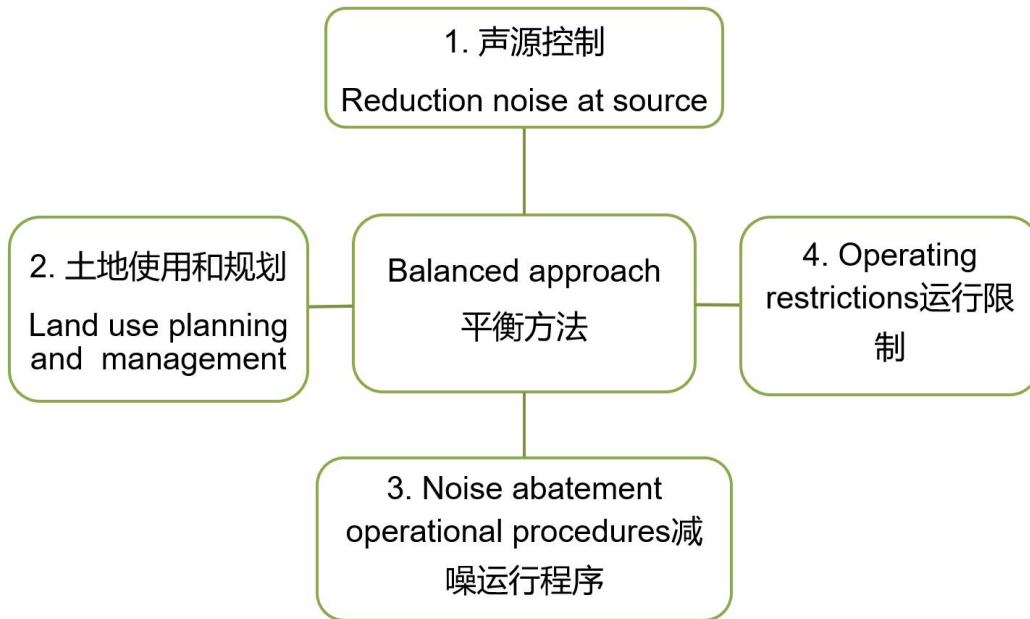 1. 声源控制
Reduction noise at source
2. 土地使用和规划
Land use planning
and  management
Balanced approach
平衡方法
4. Operating
restrictions运行限
制
3. Noise abatement
operational procedures减
噪运行程序